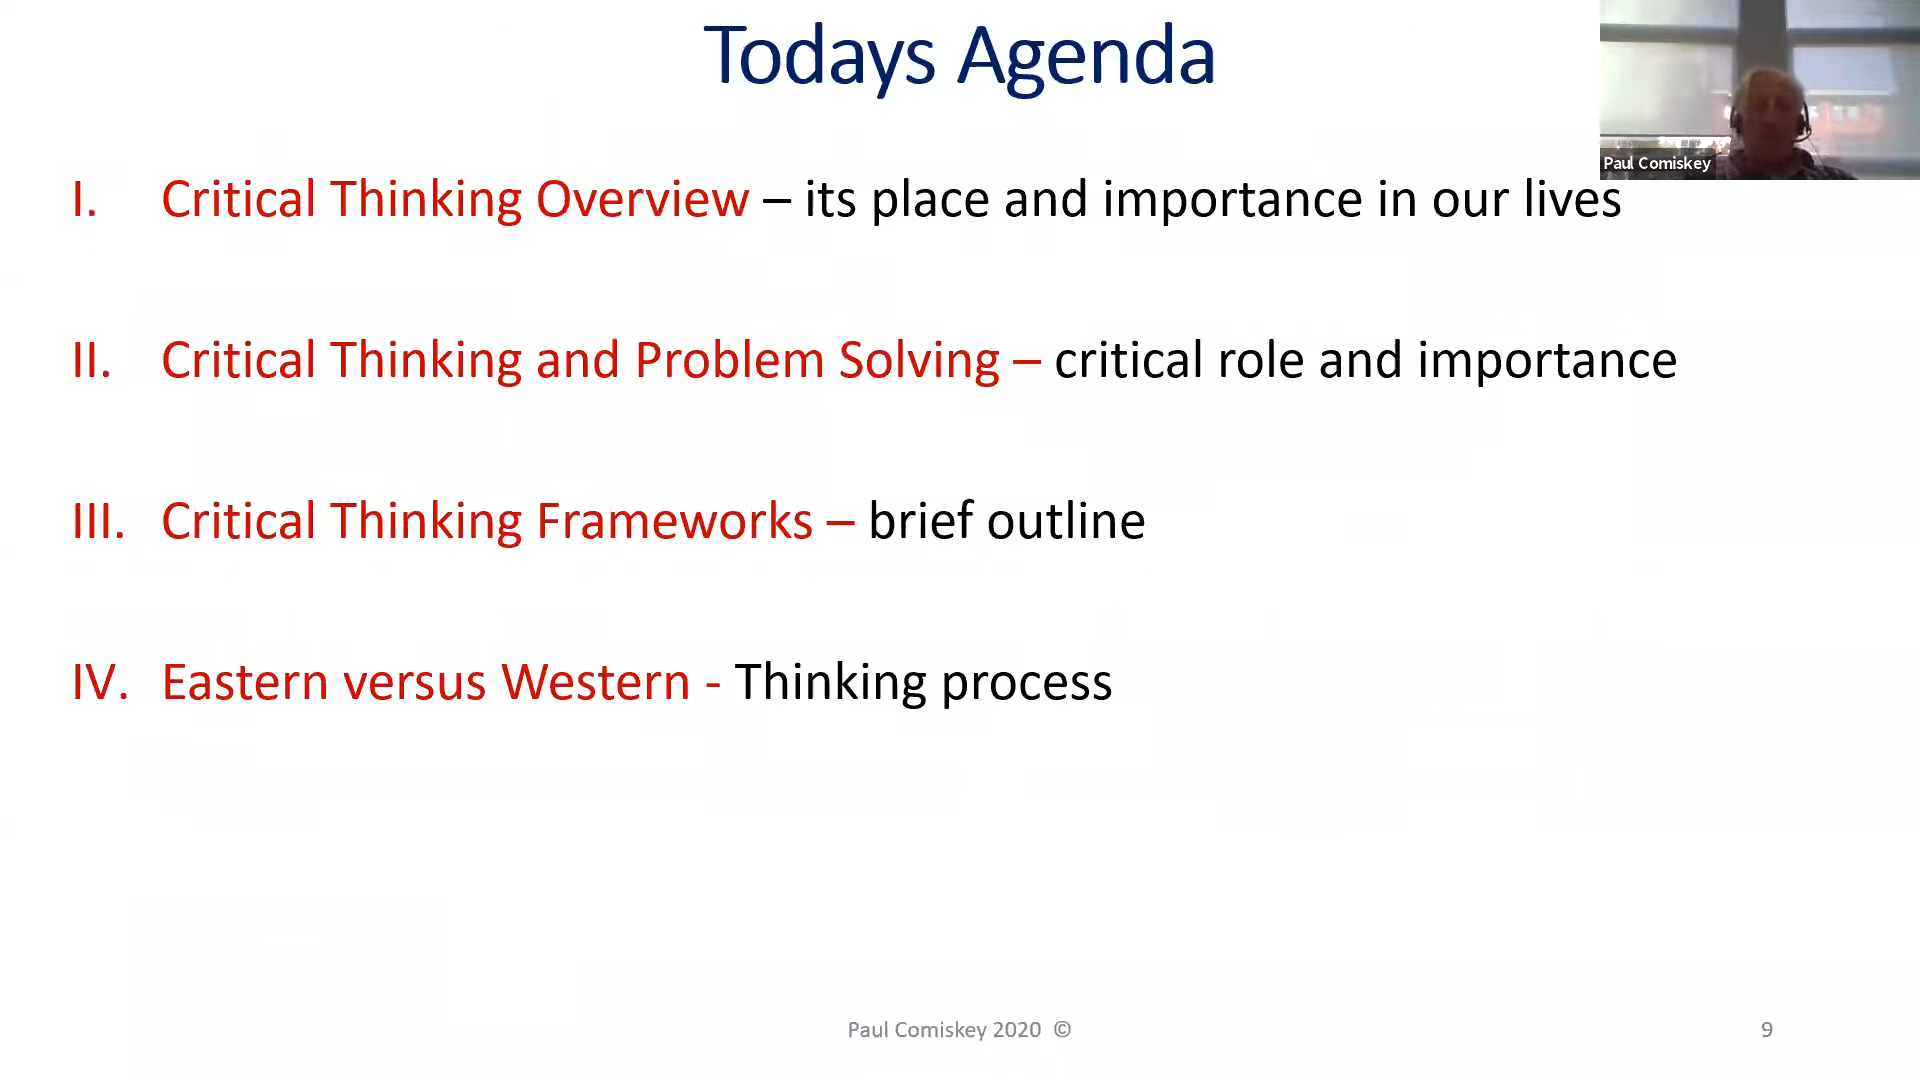 Todays Agenda
Paul Comiskey
I. Critical Thinking Overview – its place and importance in our lives
II. Critical Thinking and Problem Solving – critical role and importance
III. Critical Thinking Frameworks – brief outline
IV. Eastern versus Western - Thinking process
Paul Comiskey 2020 ©
9